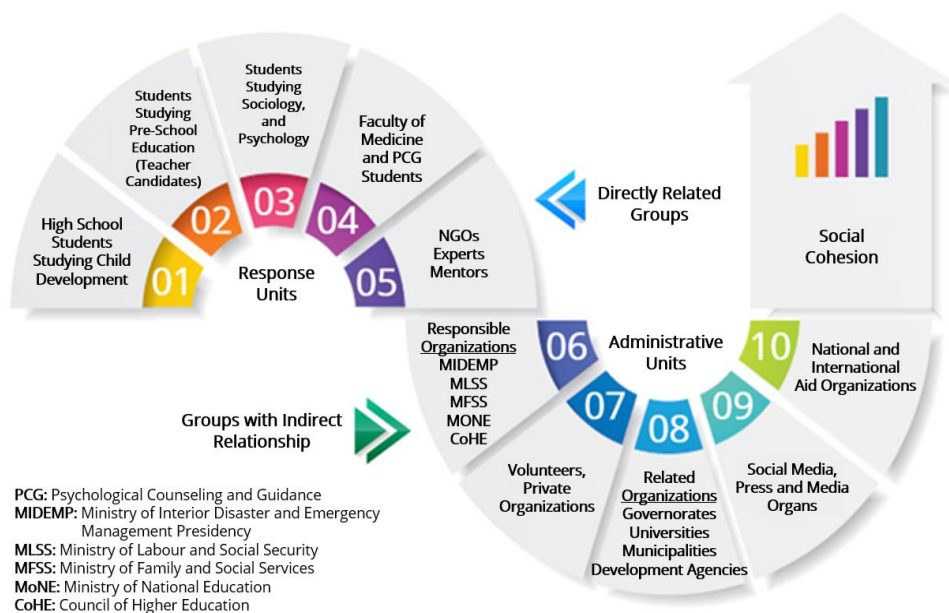 01
High School
Students
Studying Child
Development
02
Students
Studying
Pre-School
Education
(Teacher
Candidates)
03
Students
Studying
Sociology,
and
Psychology
04
Faculty of
Medicine
and PCG
Students
05
NGOs
Experts
Mentors
Response
Units
Directly Related
Groups
Social
Cohesion
06
Responsible
Organizations
MIDEMP
MLSS
MFSS
MONE
CoHE
Administrative
Units
07
Volunteers,
Private
Organizations
08
Related
Organizations
Governorates
Universities
Municipalities
Development Agencies
09
Social Media,
Press and Media
Organs
10
National and
International
Aid Organizations
Groups with Indirect
Relationship
PCG: Psychological Counseling and Guidance
MIDEMP: Ministry of Interior Disaster and Emergency
Management Presidency
MLSS: Ministry of Labour and Social Security
MFSS: Ministry of Family and Social Services
MoNE: Ministry of National Education
CoHE: Council of Higher Education